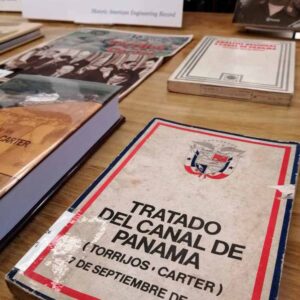 Historic American Engineering Record
CARTER
TRATADO
DEL CANAL DE
PANAMA
(TORRIJOS · CARTER)
7 DE SEPTIEMBRE DE